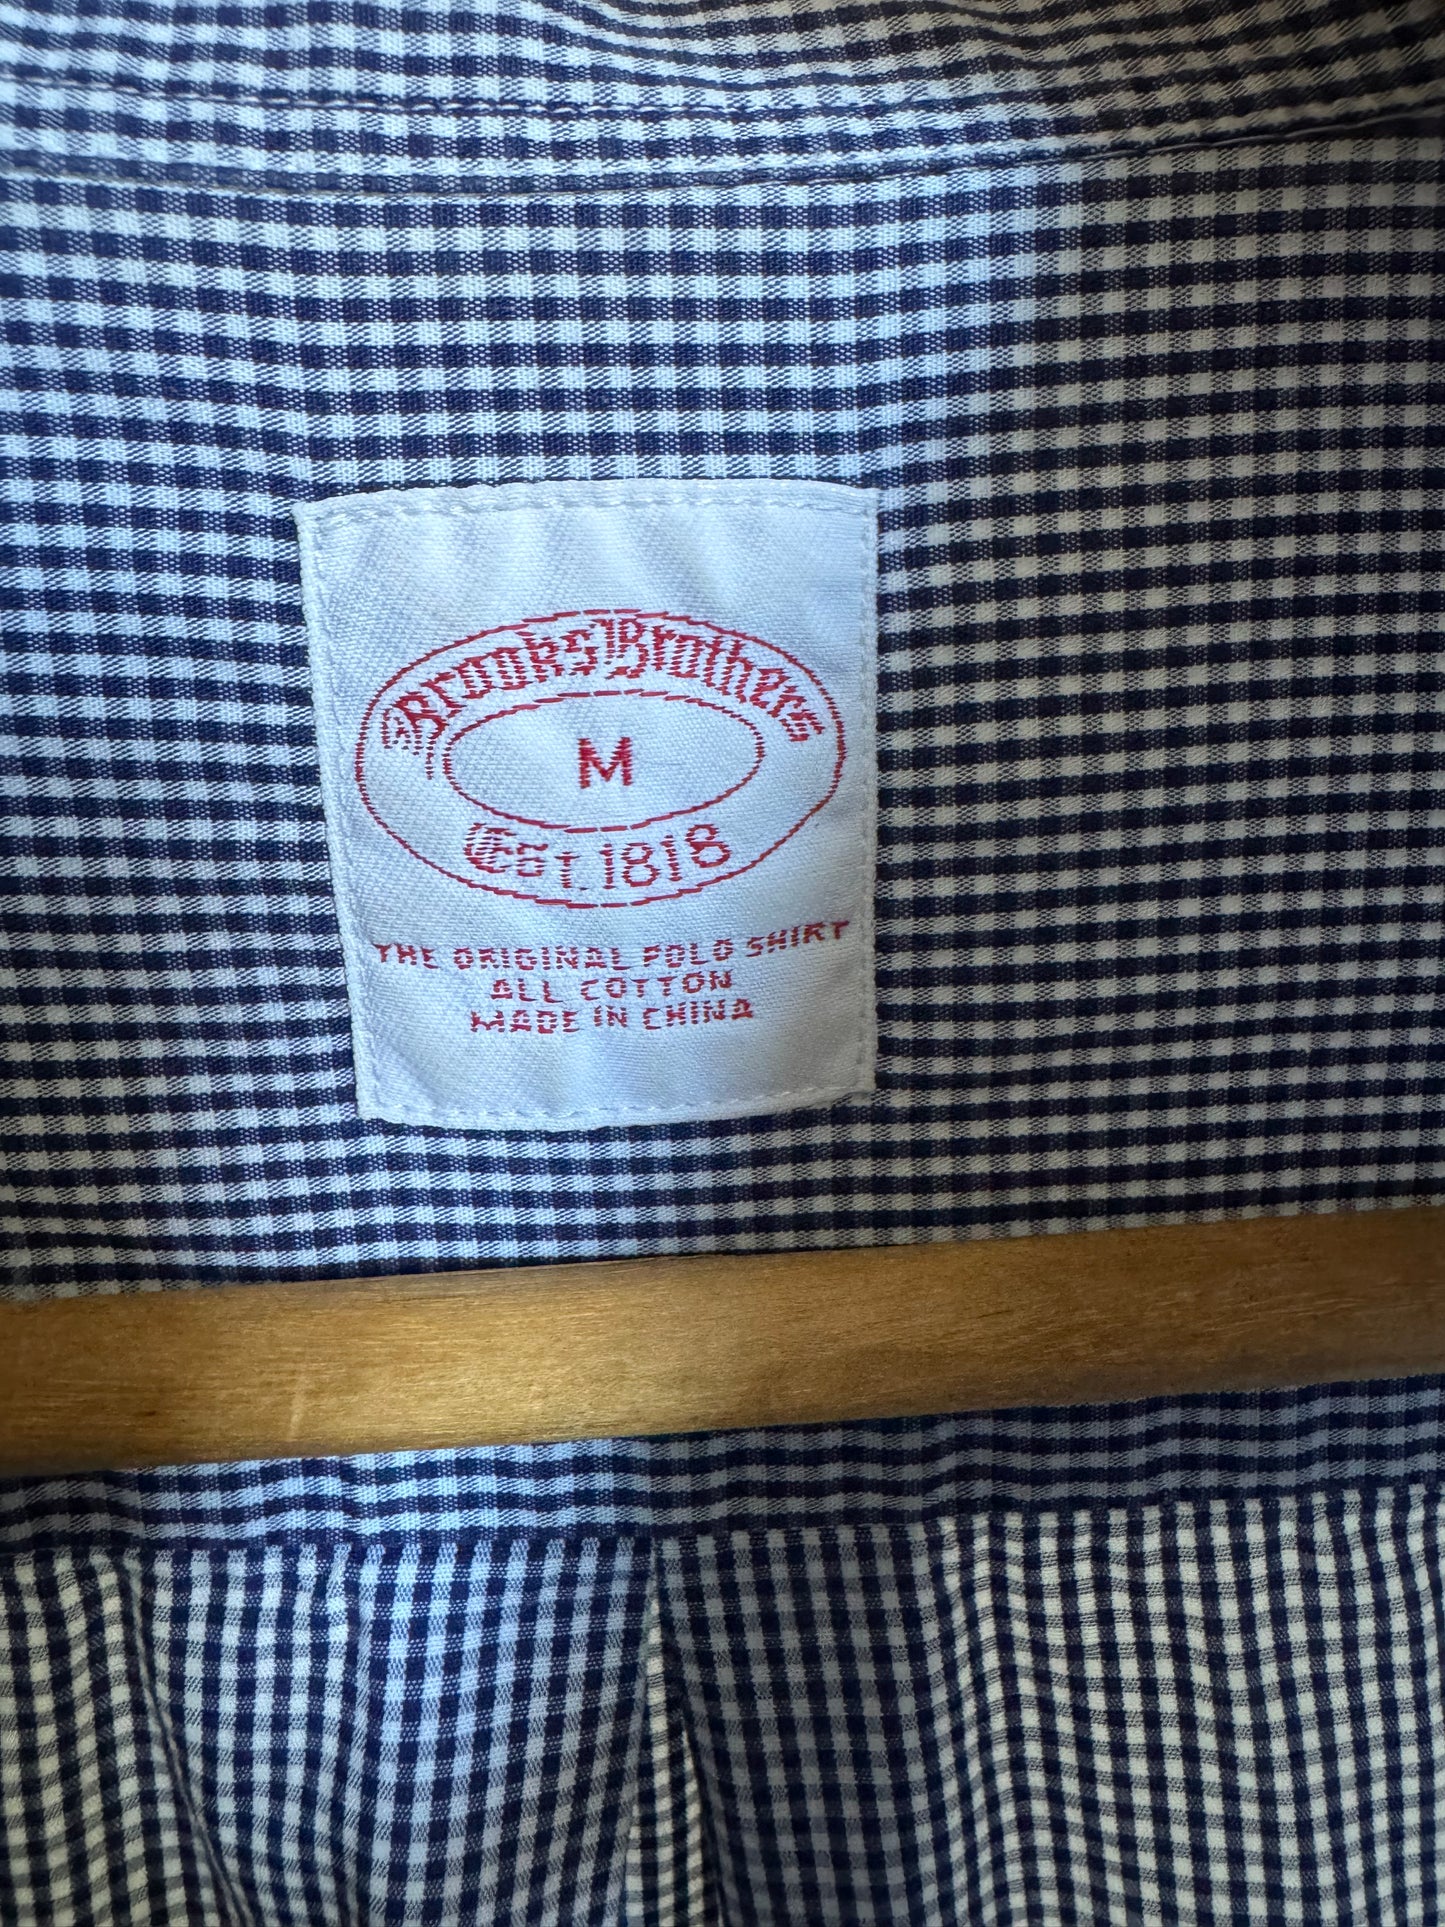 Brooks Brothers
M
Est. 1818
THE ORIGINAL POLO SHIRT
ALL COTTON
MADE IN CHINA